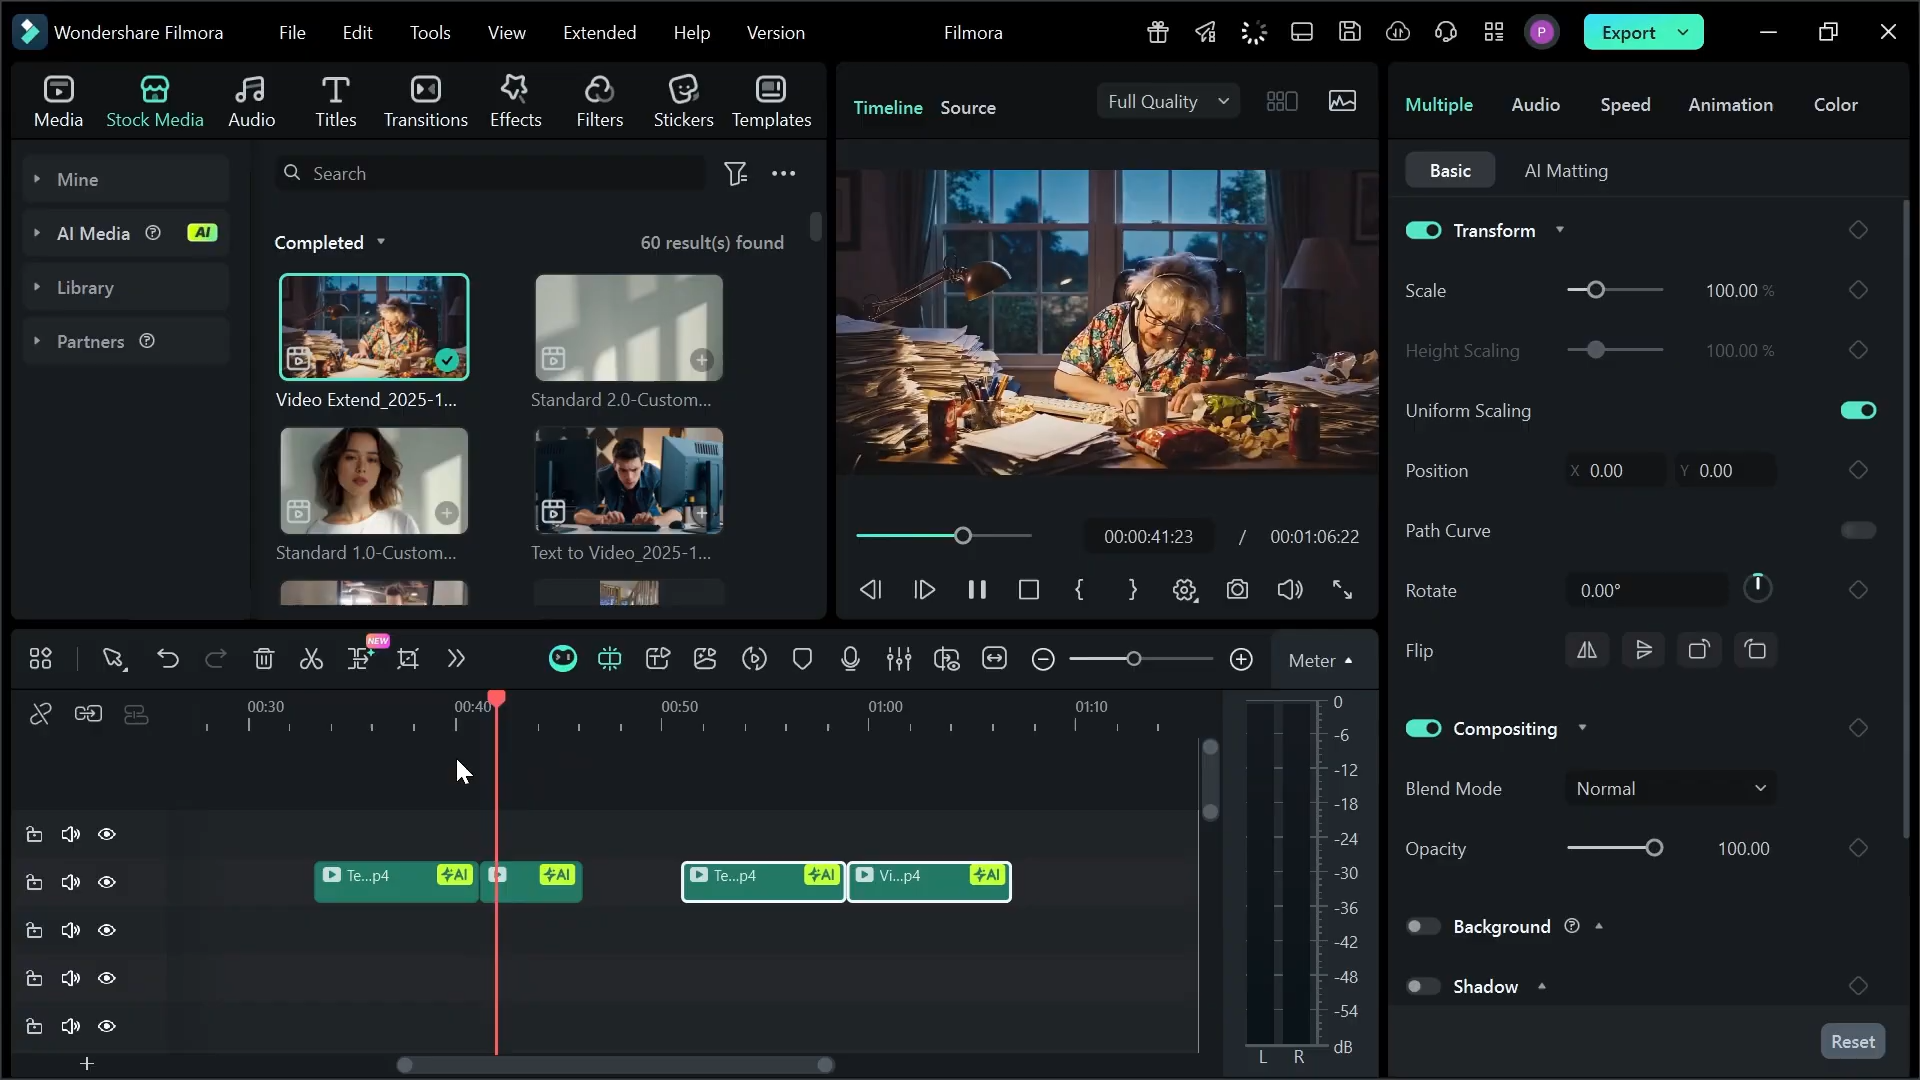 Wondershare Filmora
File
Edit
Tools
View
Extended
Help
Version
Filmora
P
Export
Media
Stock Media
Audio
Titles
Transitions
Effects
Filters
Stickers
Templates
Timeline
Source
Full Quality
Multiple
Audio
Speed
Animation
Color
Mine
AI Media
AI
Library
Partners
Search
Completed
60 result(s) found
Video Extend_2025-1...
Standard 2.0-Custom...
Standard 1.0-Custom...
Text to Video_2025-1...
00:00:41:23 / 00:01:06:22
Basic
AI Matting
Transform
Scale
100.00 %
Height Scaling
100.00 %
Uniform Scaling
Position
X 0.00
Y 0.00
Path Curve
Rotate
0.00°
Flip
Compositing
Blend Mode
Normal
Opacity
100.00
Background
Shadow
Reset
NEW
Meter
00:30
00:40
00:50
01:00
01:10
Te...p4
AI
AI
Te...p4
AI
Vi...p4
AI
0
-6
-12
-18
-24
-30
-36
-42
-48
-54
dB
L
R